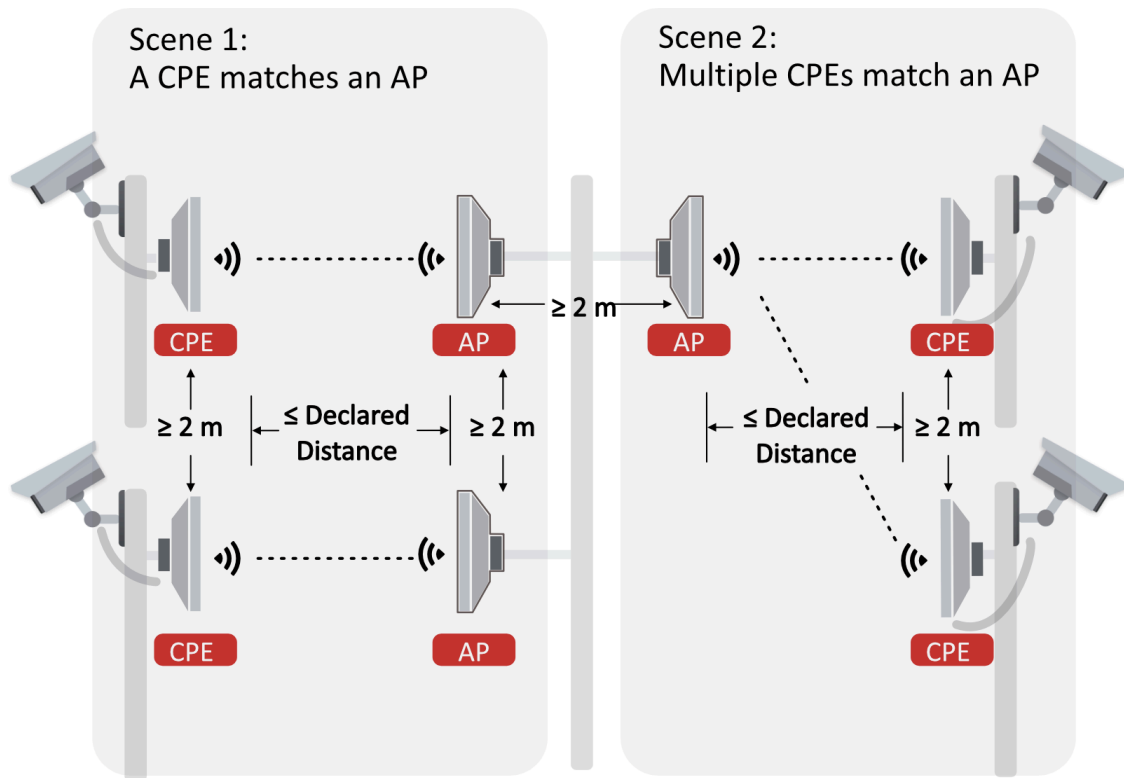 Scene 1:
A CPE matches an AP
Scene 2:
Multiple CPEs match an AP
≥ 2 m
CPE
AP
AP
CPE
≥ 2 m
≤ Declared
Distance
≥ 2 m
≤ Declared
Distance
≥ 2 m
CPE
AP
CPE